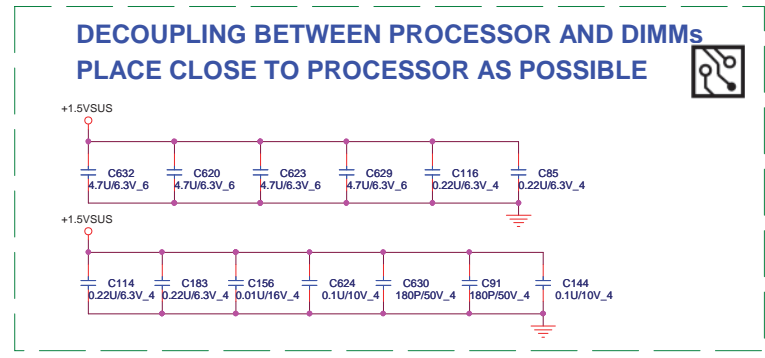 DECOUPLING BETWEEN PROCESSOR AND DIMMs
PLACE CLOSE TO PROCESSOR AS POSSIBLE
+1.5VSUS
C632 C620 C623 C629 C116 C85
4.7U/6.3V_6 4.7U/6.3V_6 4.7U/6.3V_6 4.7U/6.3V_6 0.22U/6.3V_4 0.22U/6.3V_4
+1.5VSUS
C114 C183 C156 C624 C630 C91 C144
0.22U/6.3V_4 0.22U/6.3V_4 0.01U/16V_4 0.1U/10V_4 180P/50V_4 180P/50V_4 0.1U/10V_4